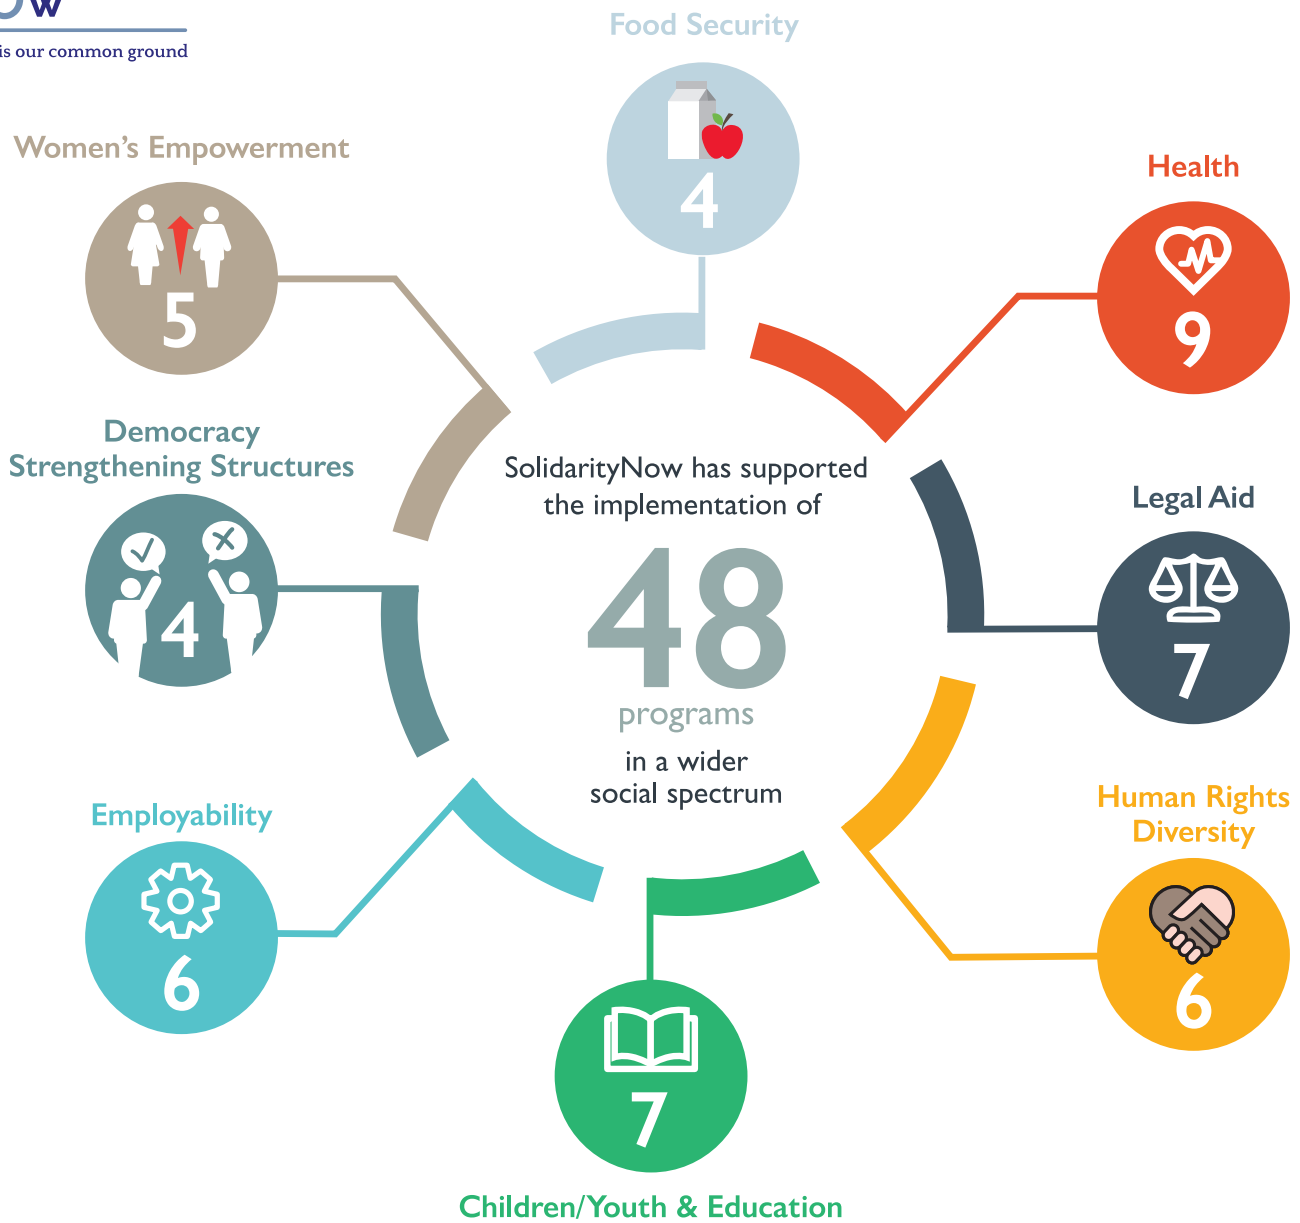 is our common ground
Food Security
4
Women's Empowerment
5
Health
9
Democracy
Strengthening Structures
4
SolidarityNow has supported
the implementation of
48
programs
in a wider
social spectrum
Legal Aid
7
Human Rights
Diversity
6
Employability
6
7
Children/Youth & Education